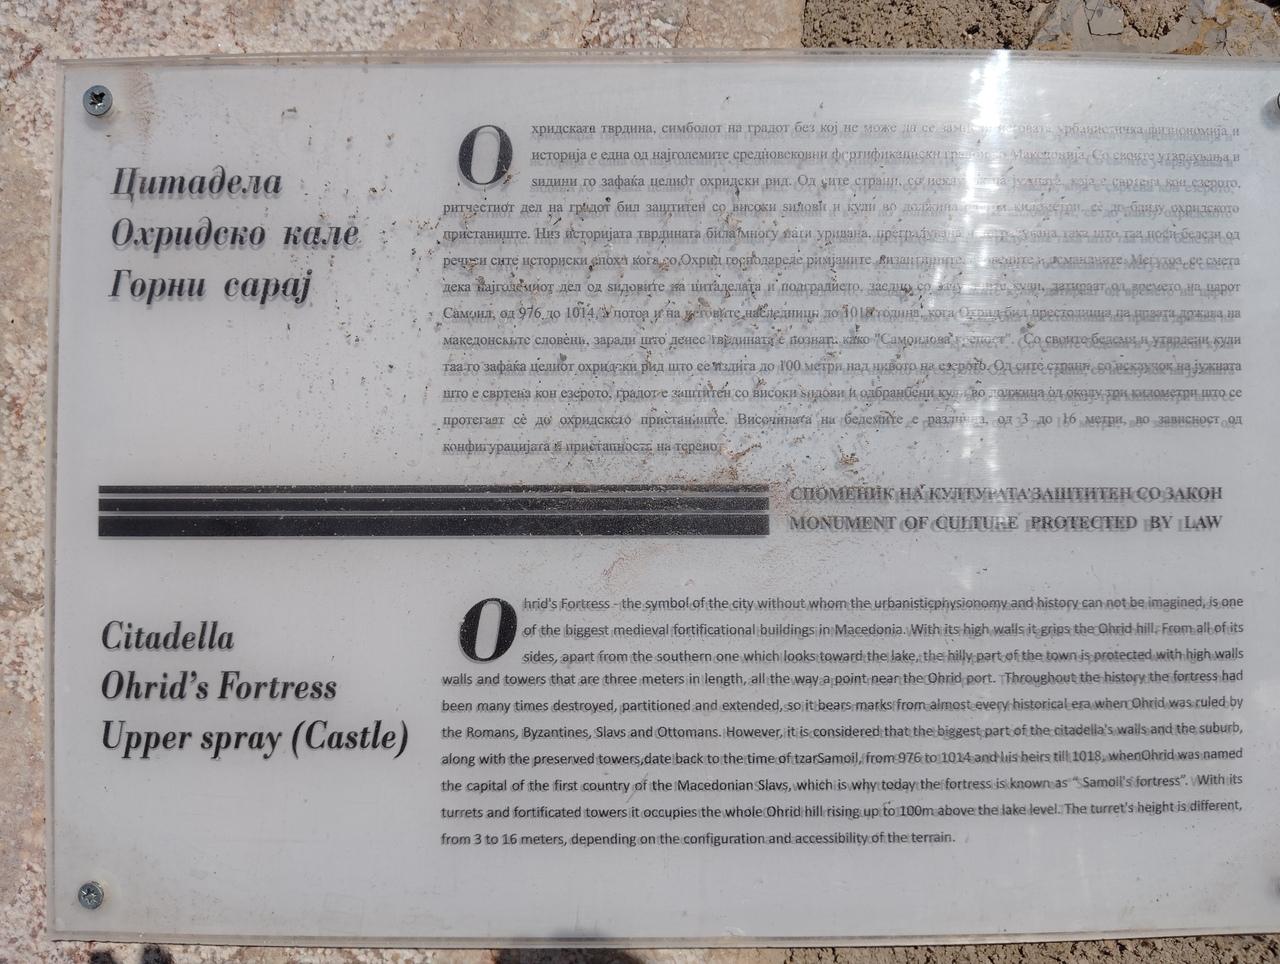 Цитадела
Охридско кале
Горни сарај
Охридската тврдина, симболот на градот без кој не може да се замисли неговата урбанистичка физиономија и
историја е една од најголемите средновековни фортификациски градби во Македонија. Со своите утврдувања и
ѕидини го зафаќа целиот охридски рид. Од сите страни, со исклучок на јужната, која е свртена кон езерото,
ритчестиот дел на градот бил заштитен со високи ѕидови и кули во должина од три километри, сè до близу охридското
пристаниште. Низ историјата тврдината била многу пати уривана, преградувана и доградувана така што таа носи белези од
речиси сите историски епохи кога со Охрид господареле римјаните, византијците, словените и османлиите. Меѓутоа, се смета
дека најголемиот дел од ѕидовите на цитаделата и подградието, заедно со зачуваните кули, датираат од времето на царот
Самоил, од 976 до 1014, а потоа и на неговите наследници до 1018 година, кога Охрид бил престолнина на првата држава на
македонските словени, заради што денес тврдината е позната како "Самоилова крепост". Со своите бедеми и утврдени кули
таа го зафаќа целиот охридски рид што се издига до 100 метри над нивото на езерото. Од сите страни, со исклучок на јужната
што е свртена кон езерото, градот е заштитен со високи ѕидови и одбранбени кули, во должина од околу три километри што се
протегаат сè до охридското пристаниште. Височината на бедемите е различна, од 3 до 16 метри, во зависност од
конфигурацијата и пристапноста на теренот.
СПОМЕНИК НА КУЛТУРАТА ЗАШТИТЕН СО ЗАКОН
MONUMENT OF CULTURE PROTECTED BY LAW
Citadella
Ohrid's Fortress
Upper spray (Castle)
Ohrid's Fortress - the symbol of the city without whom the urbanisticphysionomy and history can not be imagined, is one
of the biggest medieval fortificational buildings in Macedonia. With its high walls it grips the Ohrid hill. From all of its
sides, apart from the southern one which looks toward the lake, the hilly part of the town is protected with high walls
walls and towers that are three meters in length, all the way a point near the Ohrid port. Throughout the history the fortress had
been many times destroyed, partitioned and extended, so it bears marks from almost every historical era when Ohrid was ruled by
the Romans, Byzantines, Slavs and Ottomans. However, it is considered that the biggest part of the citadella's walls and the suburb,
along with the preserved towers,date back to the time of tzarSamoil, from 976 to 1014 and his heirs till 1018, whenOhrid was named
the capital of the first country of the Macedonian Slavs, which is why today the fortress is known as “ Samoil's fortress”. With its
turrets and fortificated towers it occupies the whole Ohrid hill rising up to 100m above the lake level. The turret's height is different,
from 3 to 16 meters, depending on the configuration and accessibility of the terrain.